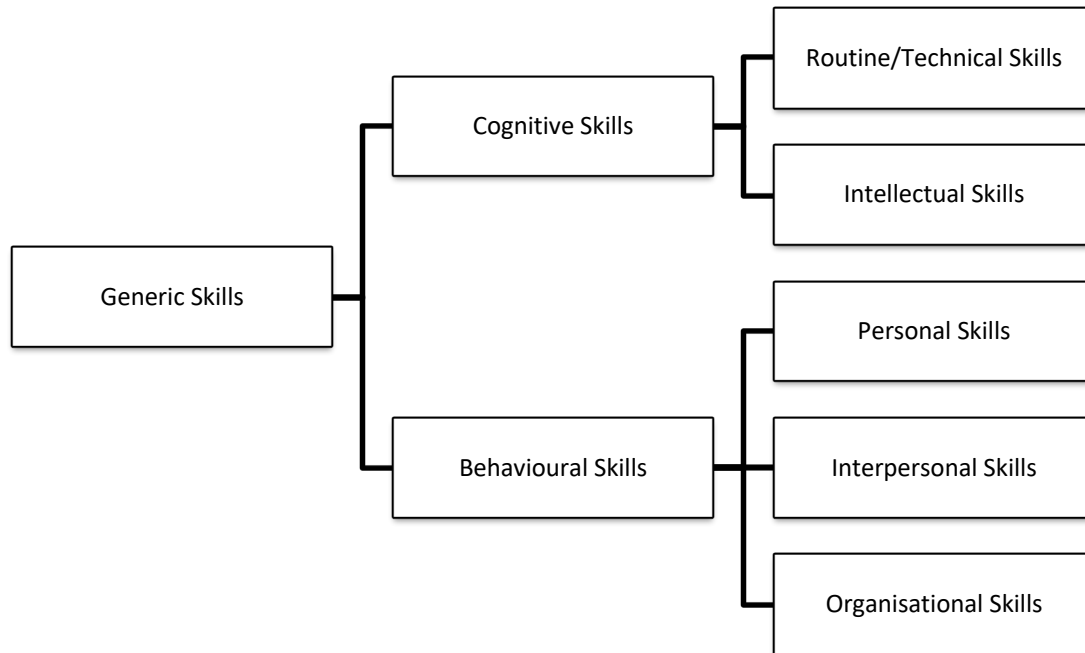 Routine/Technical Skills
Cognitive Skills
Intellectual Skills
Generic Skills
Personal Skills
Behavioural Skills
Interpersonal Skills
Organisational Skills